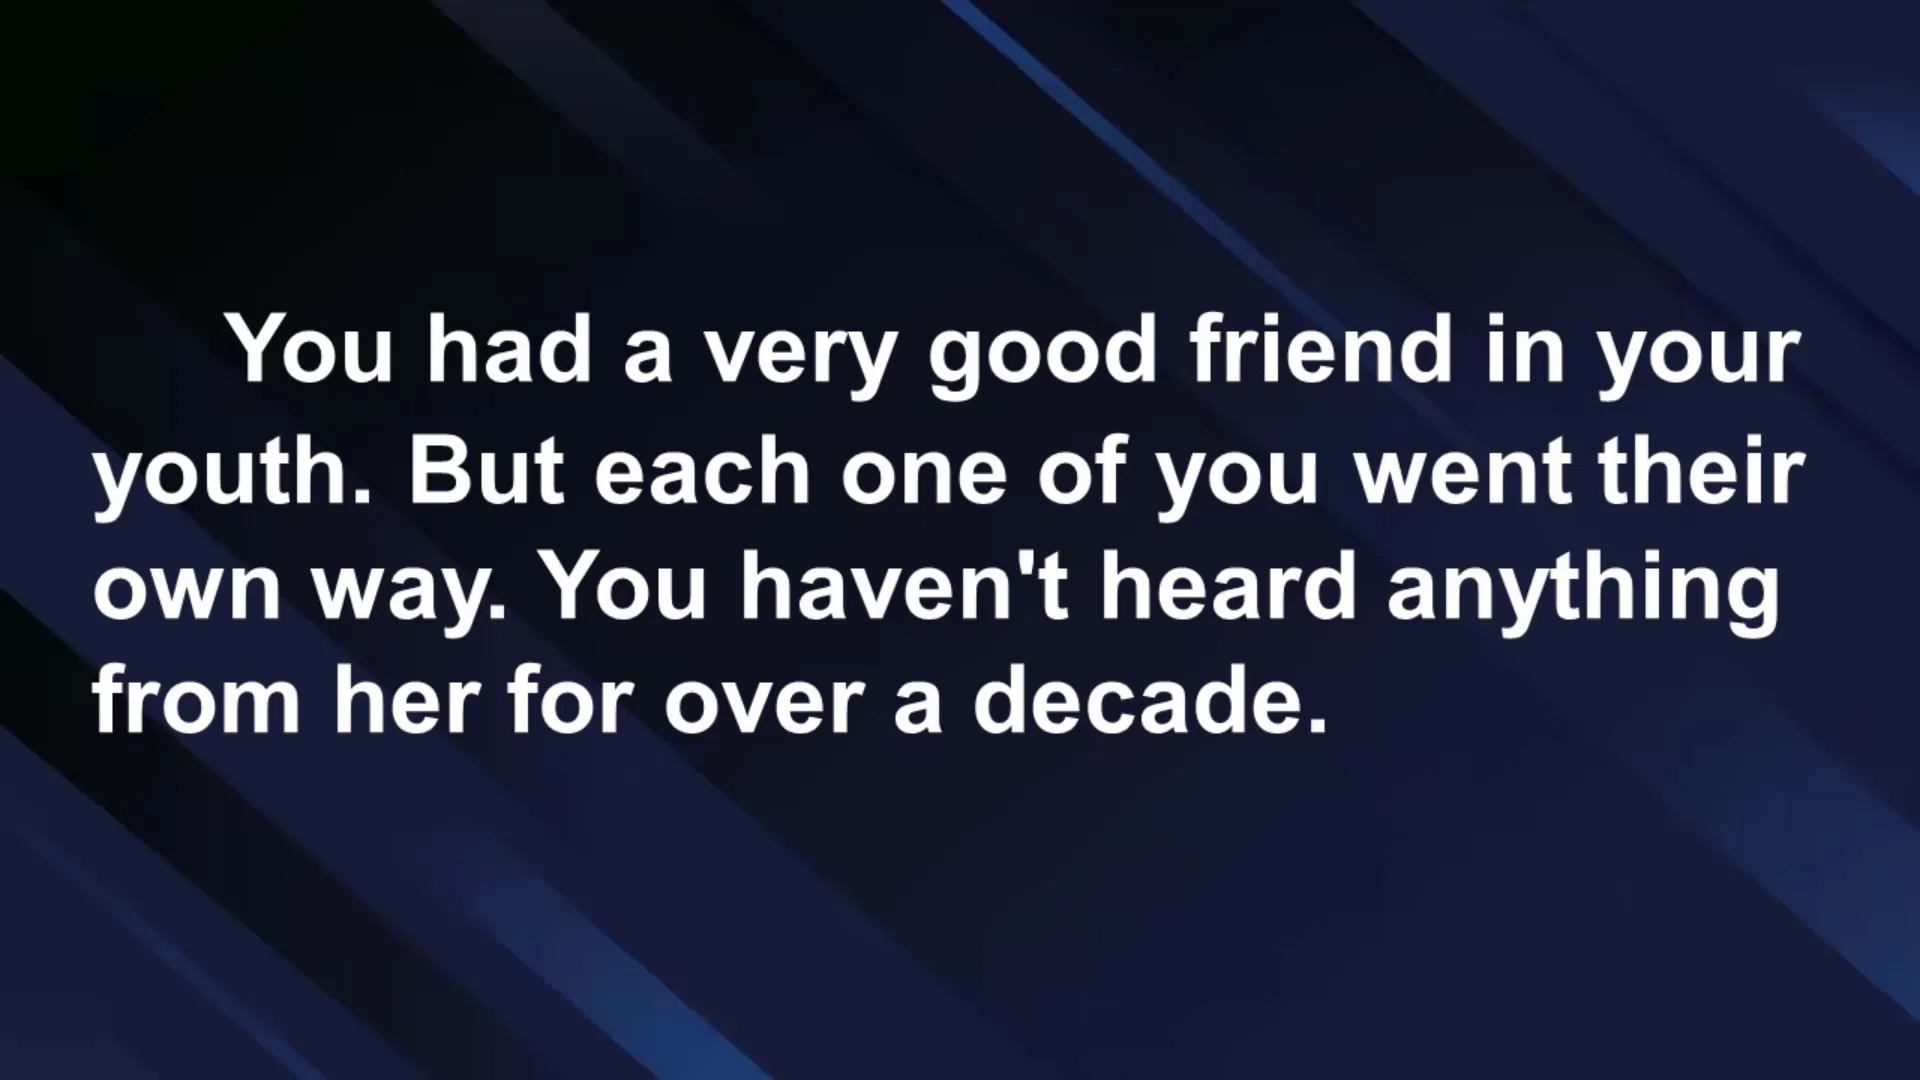 You had a very good friend in your
youth. But each one of you went their
own way. You haven't heard anything
from her for over a decade.